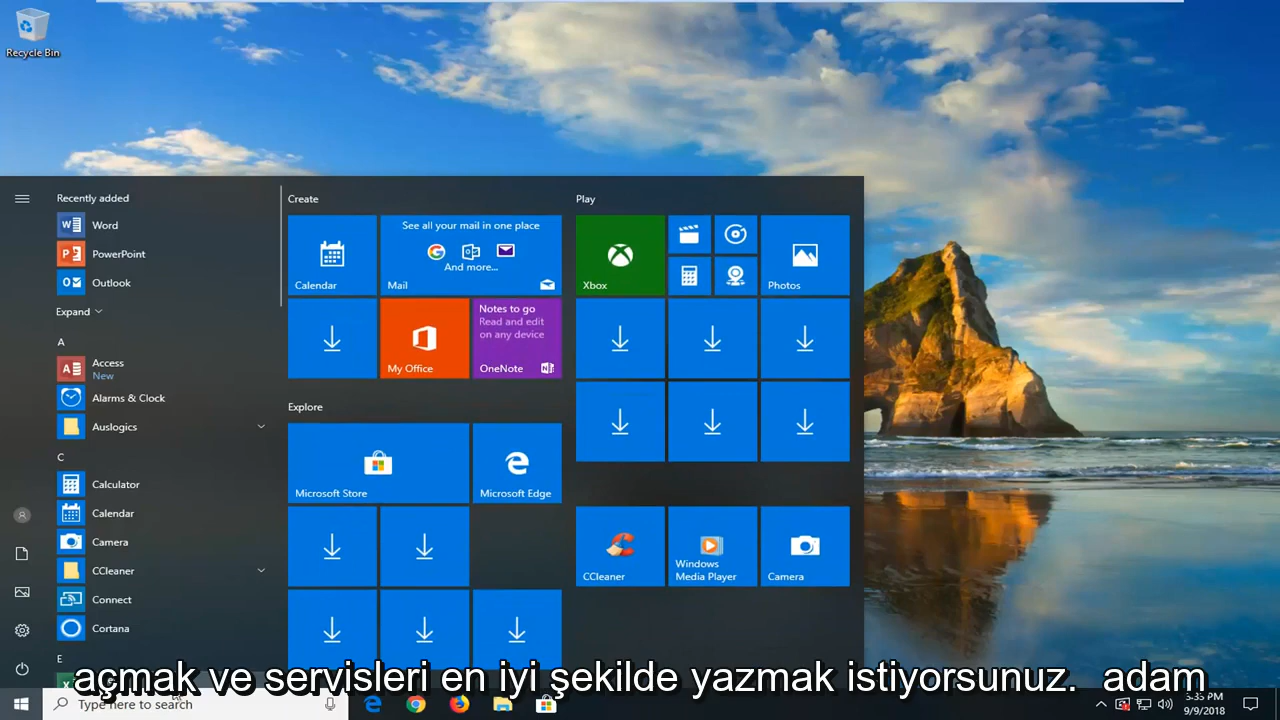 Recycle Bin
Recently added
Word
PowerPoint
Outlook
Expand
A
Access
New
Alarms & Clock
Auslogics
C
Calculator
Calendar
Camera
CCleaner
Connect
Cortana
E
Create
Calendar
See all your mail in one place
And more...
Mail
My Office
Notes to go
Read and edit
on any device
OneNote
Explore
Microsoft Store
Microsoft Edge
Play
Xbox
Photos
CCleaner
Windows
Media Player
Camera
açmak ve servisleri en iyi şekilde yazmak istiyorsunuz. adam
Type here to search
5:35 PM
9/9/2018